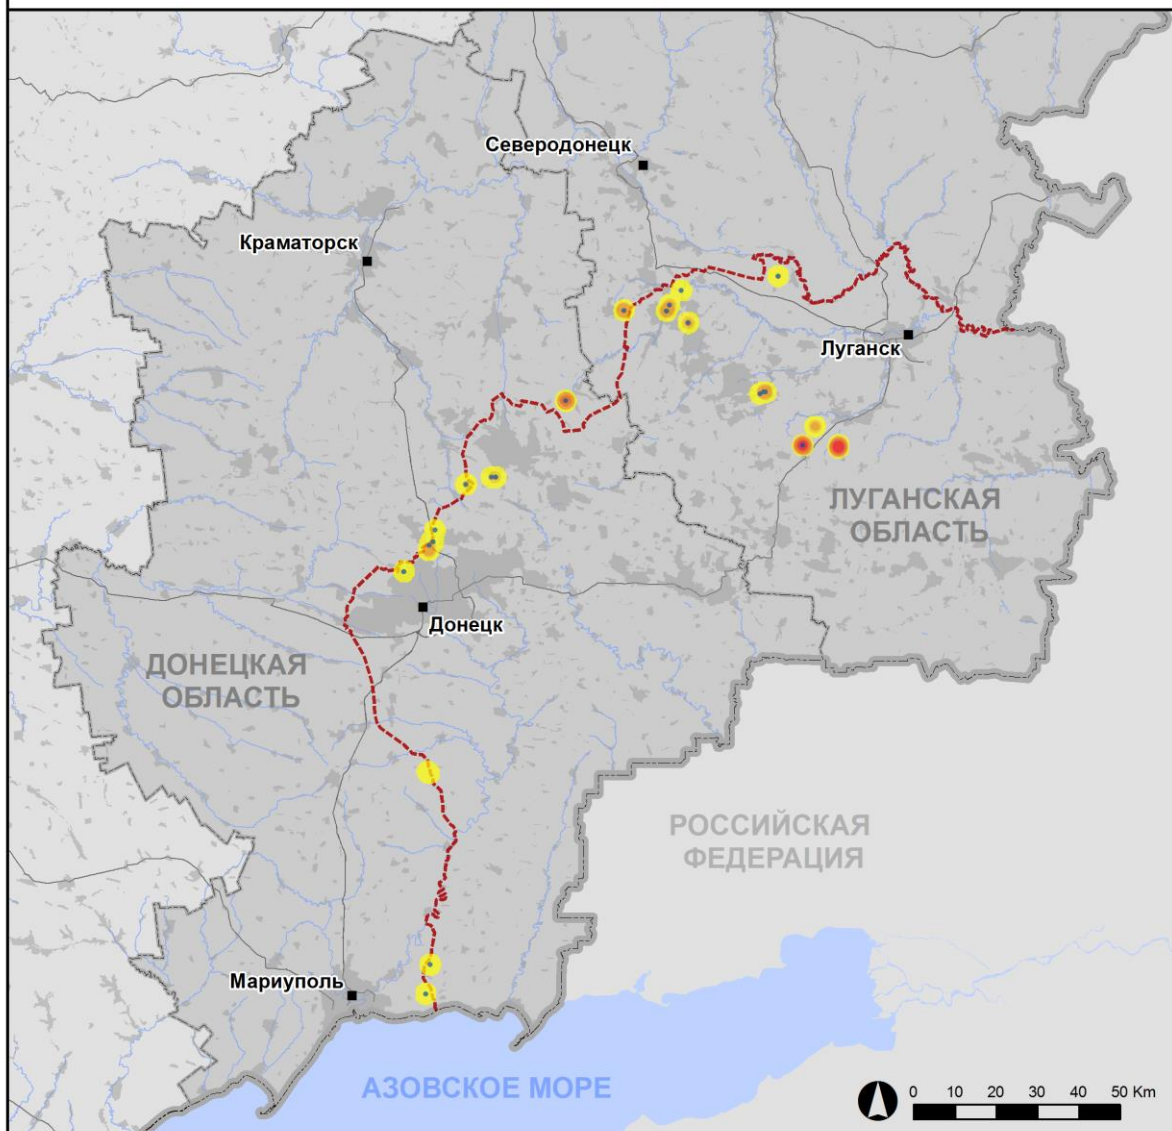 Северодонецк
Краматорск
Луганск
ЛУГАНСКАЯ
ОБЛАСТЬ
Донецк
ДОНЕЦКАЯ
ОБЛАСТЬ
РОССИЙСКАЯ
ФЕДЕРАЦИЯ
Мариуполь
АЗОВСКОЕ МОРЕ
0 10 20 30 40 50 Km